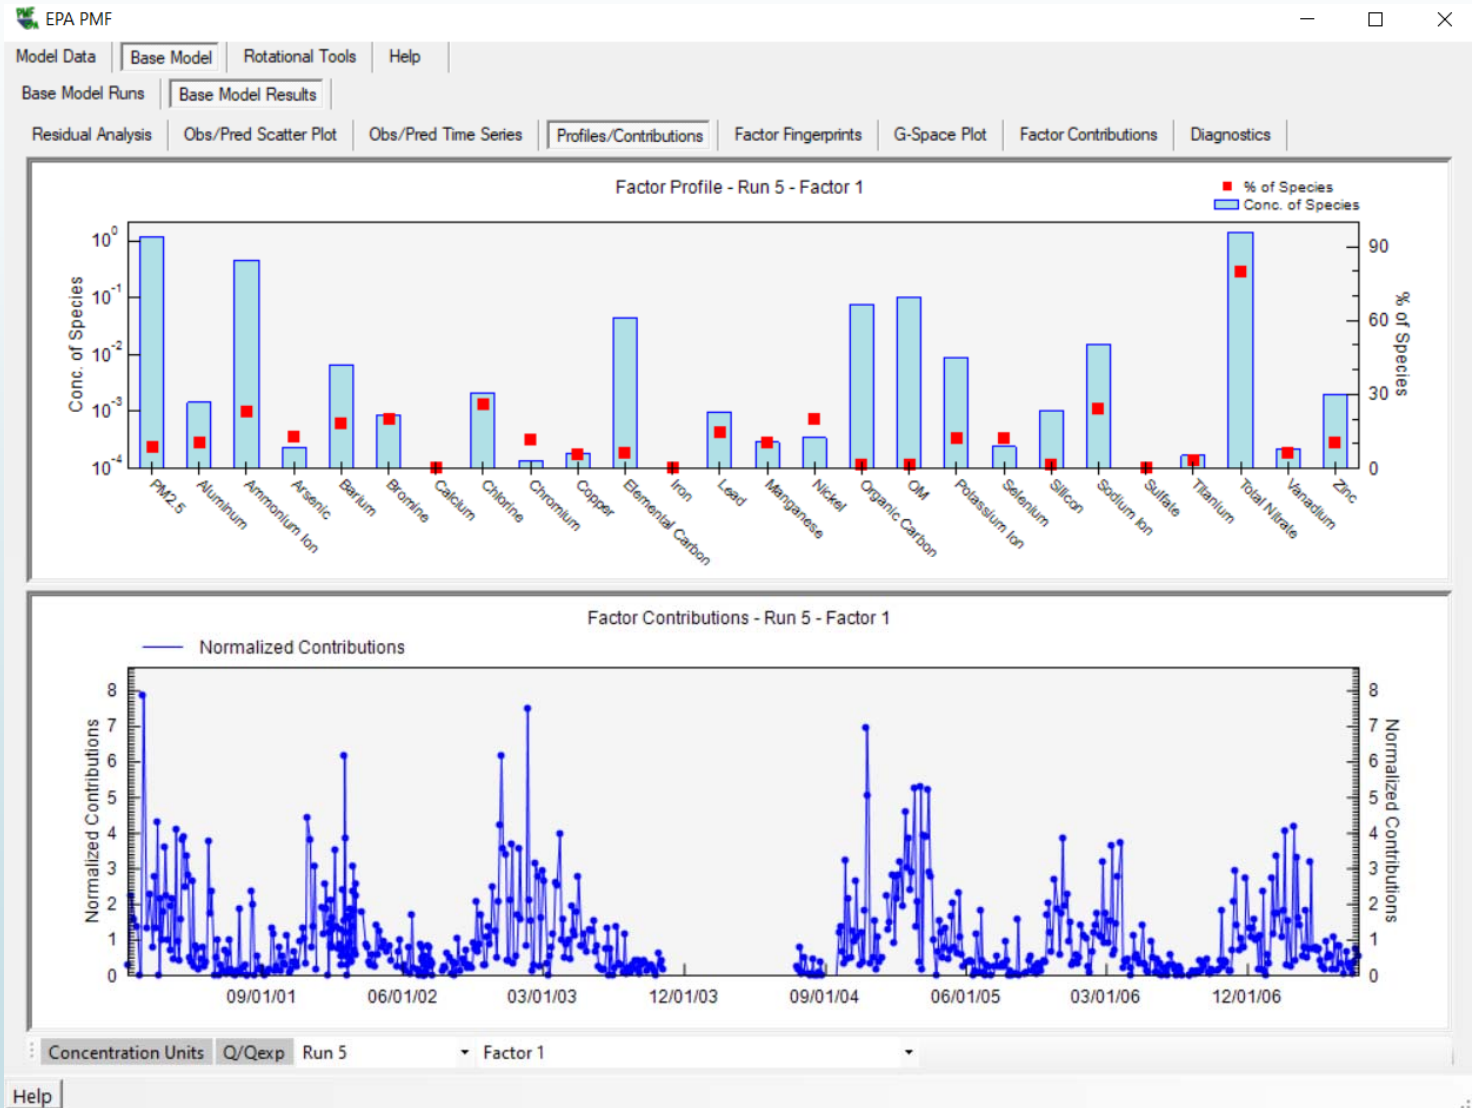 EPA PMF
Model Data Base Model Rotational Tools Help
Base Model Runs Base Model Results
Residual Analysis Obs/Pred Scatter Plot Obs/Pred Time Series Profiles/Contributions Factor Fingerprints G-Space Plot Factor Contributions Diagnostics
Factor Profile - Run 5 - Factor 1
% of Species
Conc. of Species
Conc. of Species
10^0
10^-1
10^-2
10^-3
10^-4
90
60
30
0
% of Species
PM2.5 Aluminum Ammonium Ion Arsenic Barium Bromine Calcium Chlorine Chromium Copper Elemental Carbon Iron Lead Manganese Nickel Organic Carbon OM Potassium Ion Selenium Silicon Sodium Ion Sulfate Titanium Total Nitrate Vanadium Zinc
Factor Contributions - Run 5 - Factor 1
Normalized Contributions
Normalized Contributions
8
7
6
5
4
3
2
1
0
8
7
6
5
4
3
2
1
0
Normalized Contributions
09/01/01 06/01/02 03/01/03 12/01/03 09/01/04 06/01/05 03/01/06 12/01/06
Concentration Units Q/Qexp Run 5 Factor 1
Help